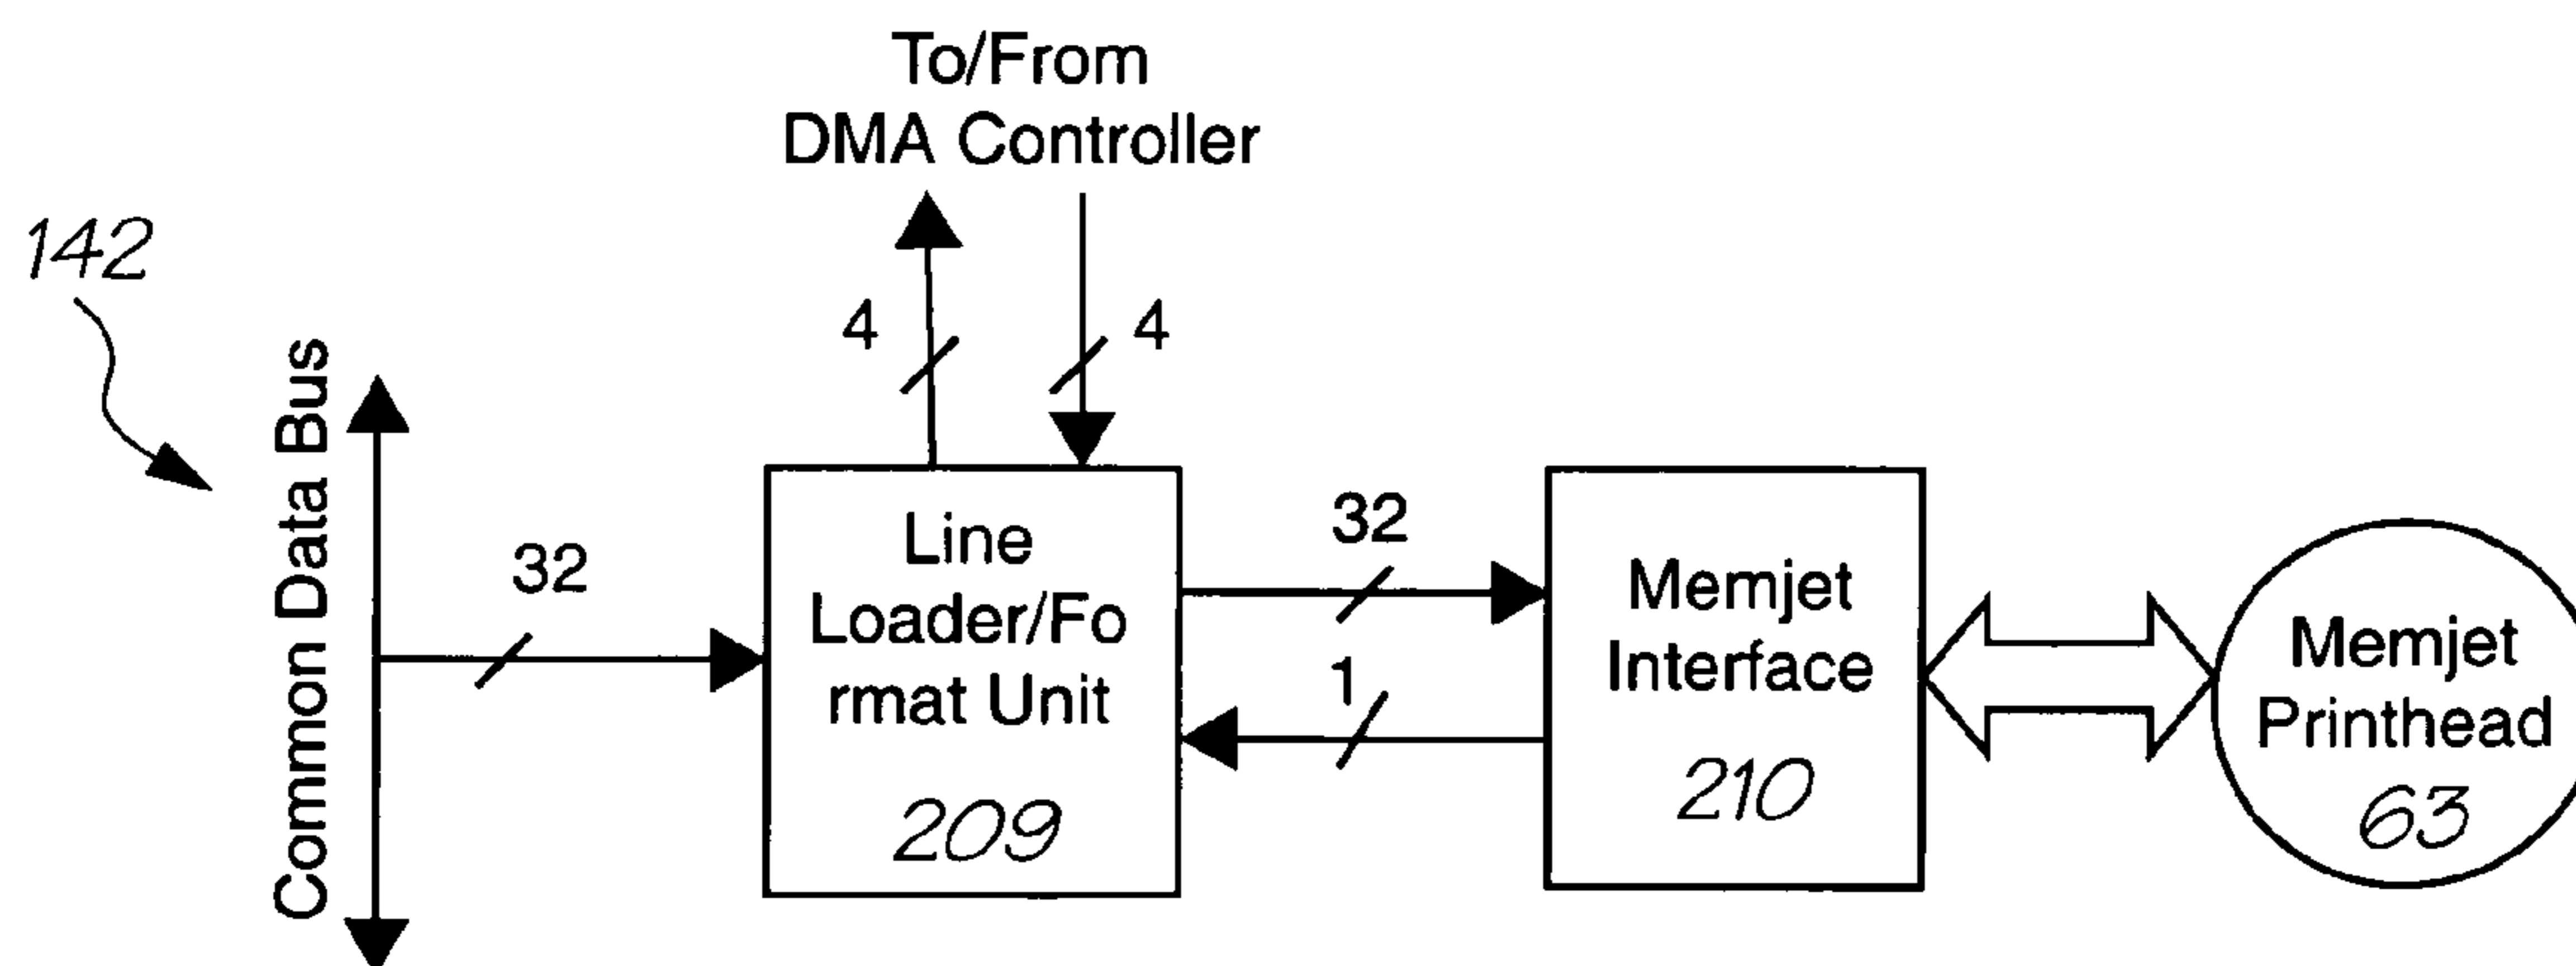 To/From
DMA Controller
142
4
4
Common Data Bus
32
Line
Loader/Fo
rmat Unit
209
32
1
Memjet
Interface
210
Memjet
Printhead
63